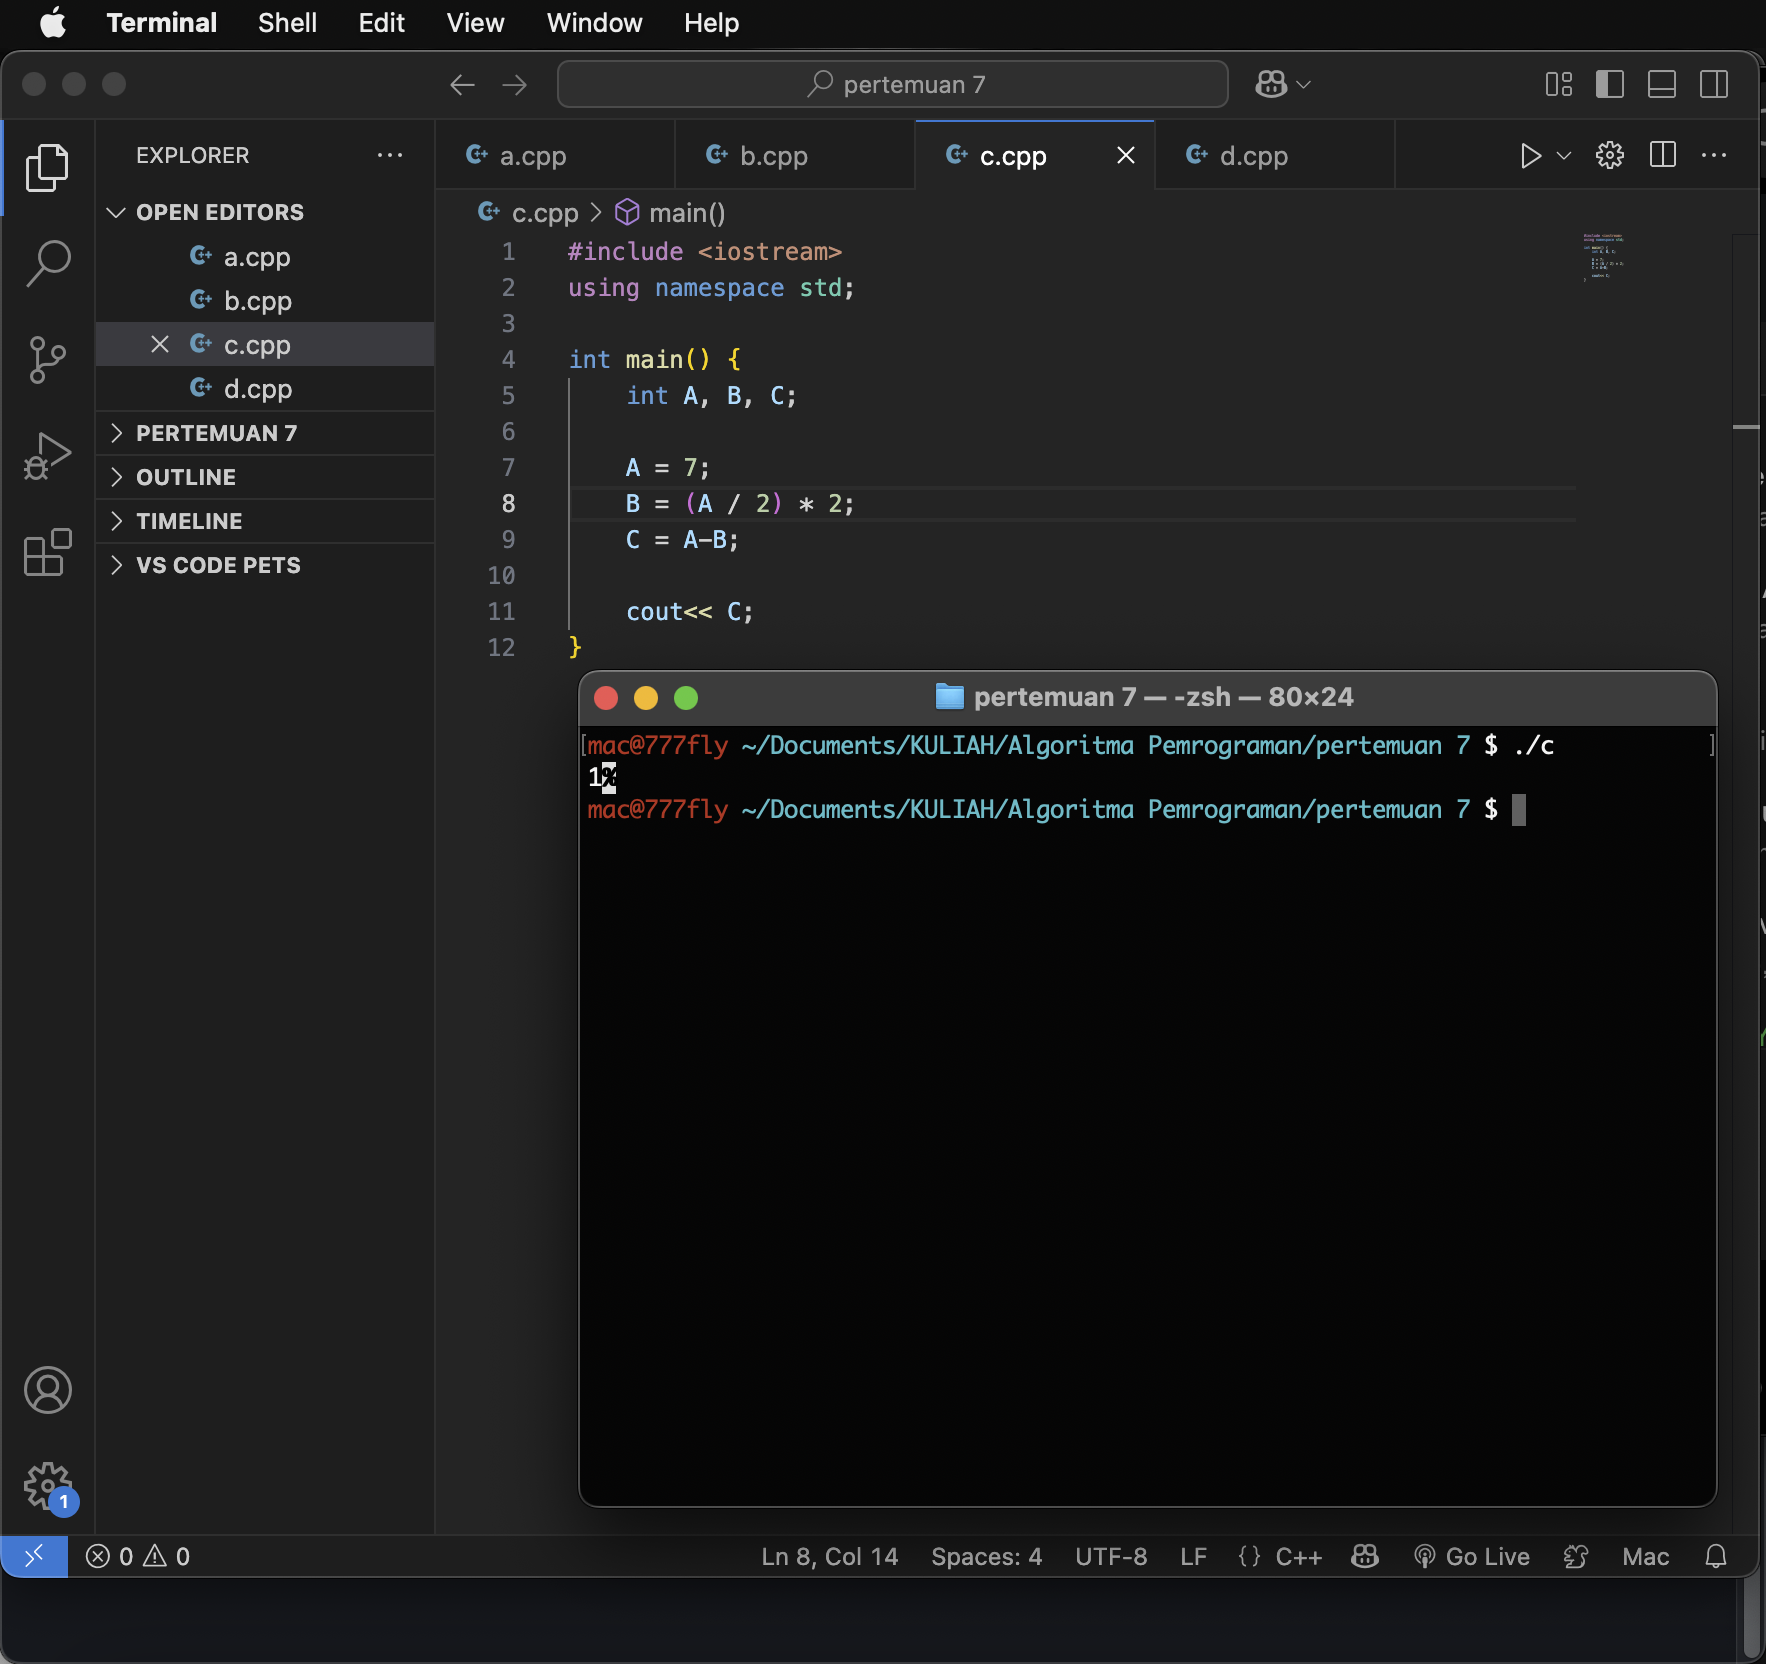 Terminal Shell Edit View Window Help
pertemuan 7
EXPLORER
OPEN EDITORS
a.cpp
b.cpp
c.cpp
d.cpp
PERTEMUAN 7
OUTLINE
TIMELINE
VS CODE PETS
a.cpp b.cpp c.cpp d.cpp
c.cpp > main()
1 #include <iostream>
2 using namespace std;
3
4 int main() {
5 int A, B, C;
6
7 A = 7;
8 B = (A / 2) * 2;
9 C = A-B;
10
11 cout<< C;
12 }
pertemuan 7 — -zsh — 80×24
[mac@777fly ~/Documents/KULIAH/Algoritma Pemrograman/pertemuan 7 $ ./c ]
1%
mac@777fly ~/Documents/KULIAH/Algoritma Pemrograman/pertemuan 7 $
1
0 0 Ln 8, Col 14 Spaces: 4 UTF-8 LF {} C++ Go Live Mac